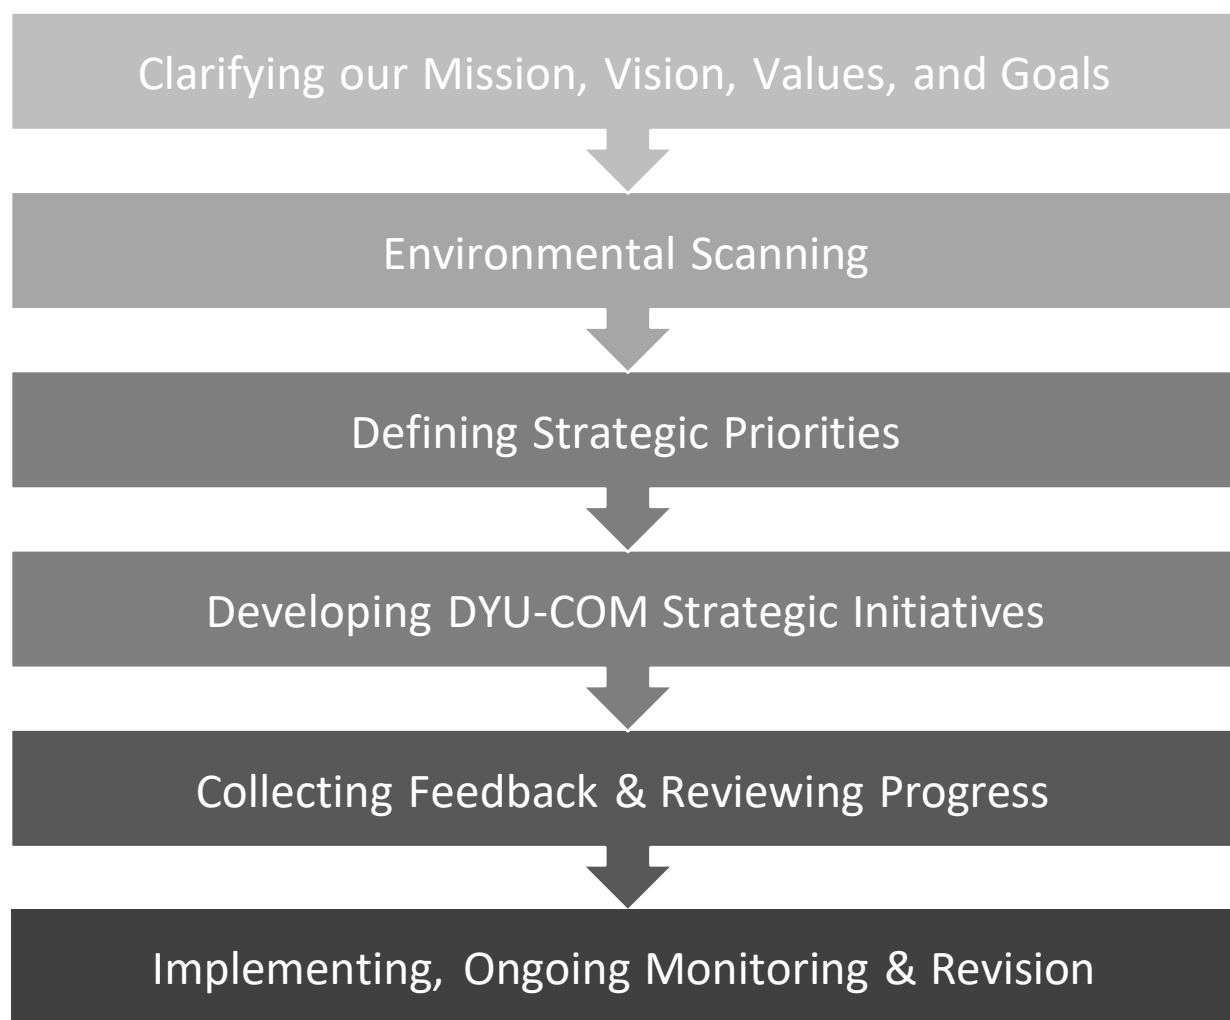 Clarifying our Mission, Vision, Values, and Goals
Environmental Scanning
Defining Strategic Priorities
Developing DYU-COM Strategic Initiatives
Collecting Feedback & Reviewing Progress
Implementing, Ongoing Monitoring & Revision